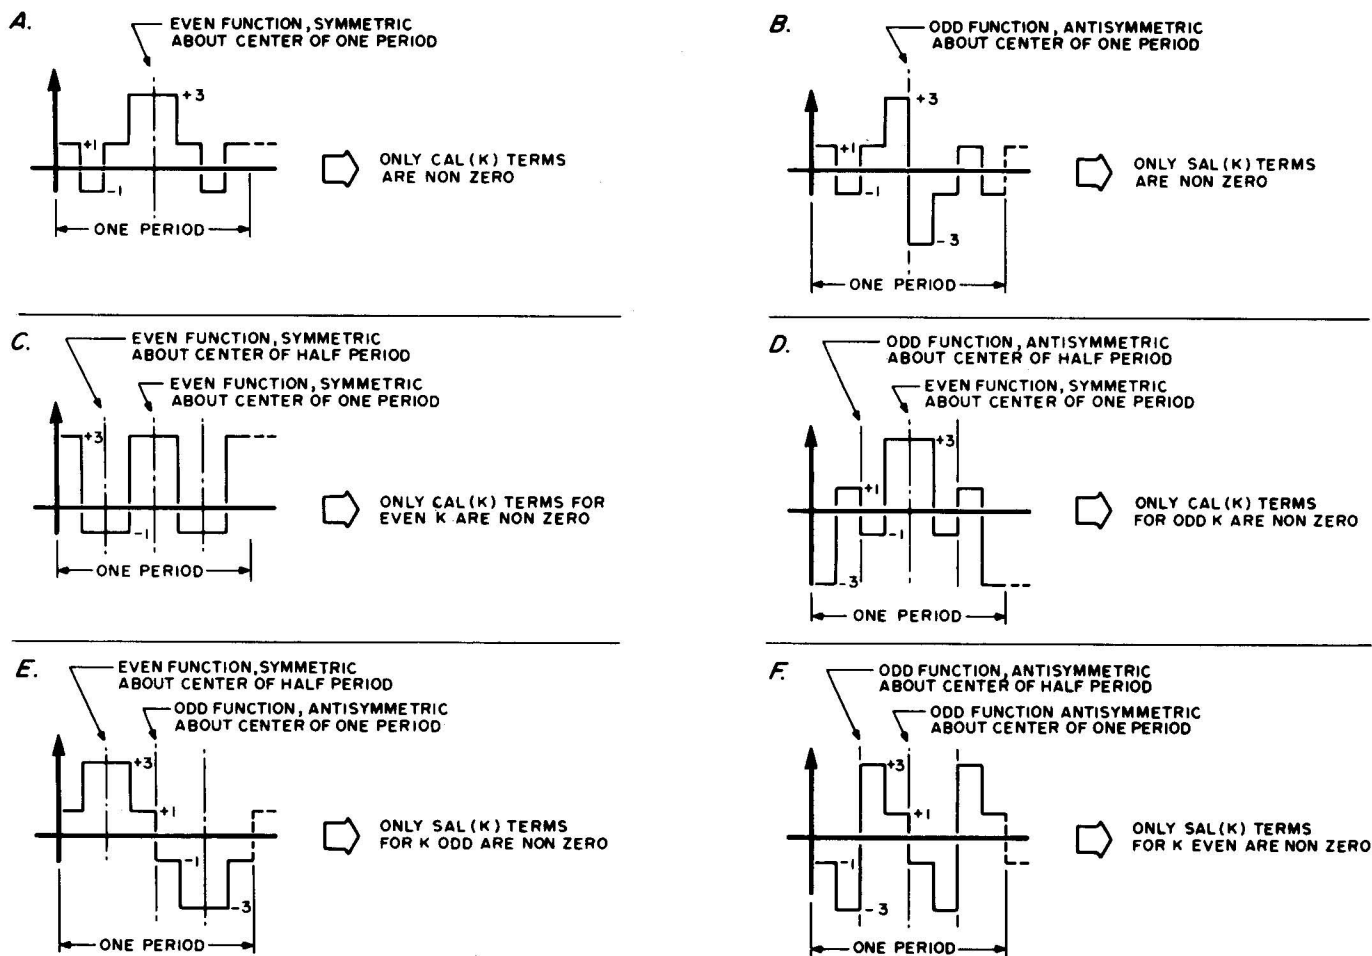 A.
EVEN FUNCTION, SYMMETRIC
ABOUT CENTER OF ONE PERIOD
+3
+1
-1
ONE PERIOD
ONLY CAL (K) TERMS
ARE NON ZERO
B.
ODD FUNCTION, ANTISYMMETRIC
ABOUT CENTER OF ONE PERIOD
+3
+1
-1
-3
ONE PERIOD
ONLY SAL (K) TERMS
ARE NON ZERO
C.
EVEN FUNCTION, SYMMETRIC
ABOUT CENTER OF HALF PERIOD
EVEN FUNCTION, SYMMETRIC
ABOUT CENTER OF ONE PERIOD
+3
-1
ONE PERIOD
ONLY CAL (K) TERMS FOR
EVEN K ARE NON ZERO
D.
ODD FUNCTION, ANTISYMMETRIC
ABOUT CENTER OF HALF PERIOD
EVEN FUNCTION, SYMMETRIC
ABOUT CENTER OF ONE PERIOD
+3
+1
-1
-3
ONE PERIOD
ONLY CAL (K) TERMS
FOR ODD K ARE NON ZERO
E.
EVEN FUNCTION, SYMMETRIC
ABOUT CENTER OF HALF PERIOD
ODD FUNCTION, ANTISYMMETRIC
ABOUT CENTER OF ONE PERIOD
+3
+1
-1
-3
ONE PERIOD
ONLY SAL (K) TERMS
FOR K ODD ARE NON ZERO
F.
ODD FUNCTION, ANTISYMMETRIC
ABOUT CENTER OF HALF PERIOD
ODD FUNCTION ANTISYMMETRIC
ABOUT CENTER OF ONE PERIOD
+3
+1
-1
-3
ONE PERIOD
ONLY SAL (K) TERMS
FOR K EVEN ARE NON ZERO